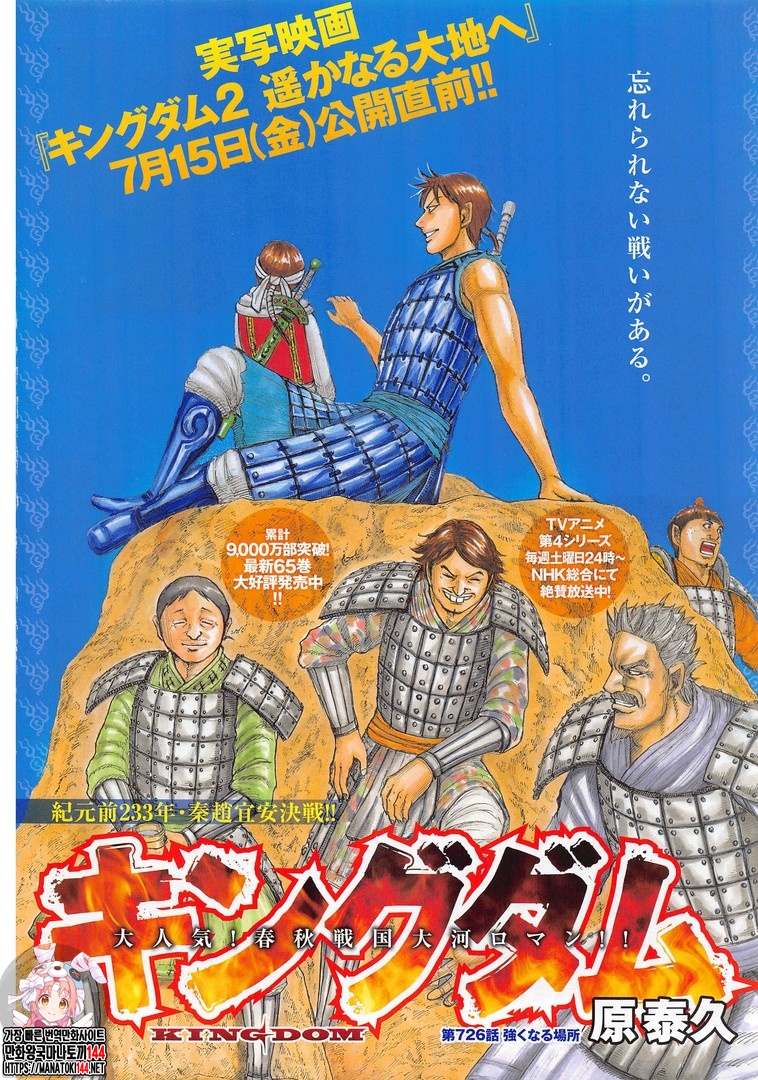 実写映画
『キングダム2 遥かなる大地へ』
7月15日(金)公開直前!!
忘れられない戦いがある。
累計
9,000万部突破!
最新65巻
大好評発売中
!!
TVアニメ
第4シリーズ
毎週土曜日24時~
NHK総合にて
絶賛放送中!
紀元前233年・秦趙宜安決戦!!
キングダム
大人気!春秋戦国大河ロマン!!
KINGDOM
第726話 強くなる場所
原泰久
가장 빠른 번역만화사이트
만화왕국마나토끼144
HTTPS://MANATOKI144.NET